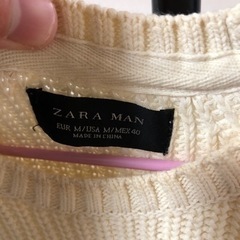 ZARA MAN
EUR M/USA M/MEX 40
MADE IN CHINA